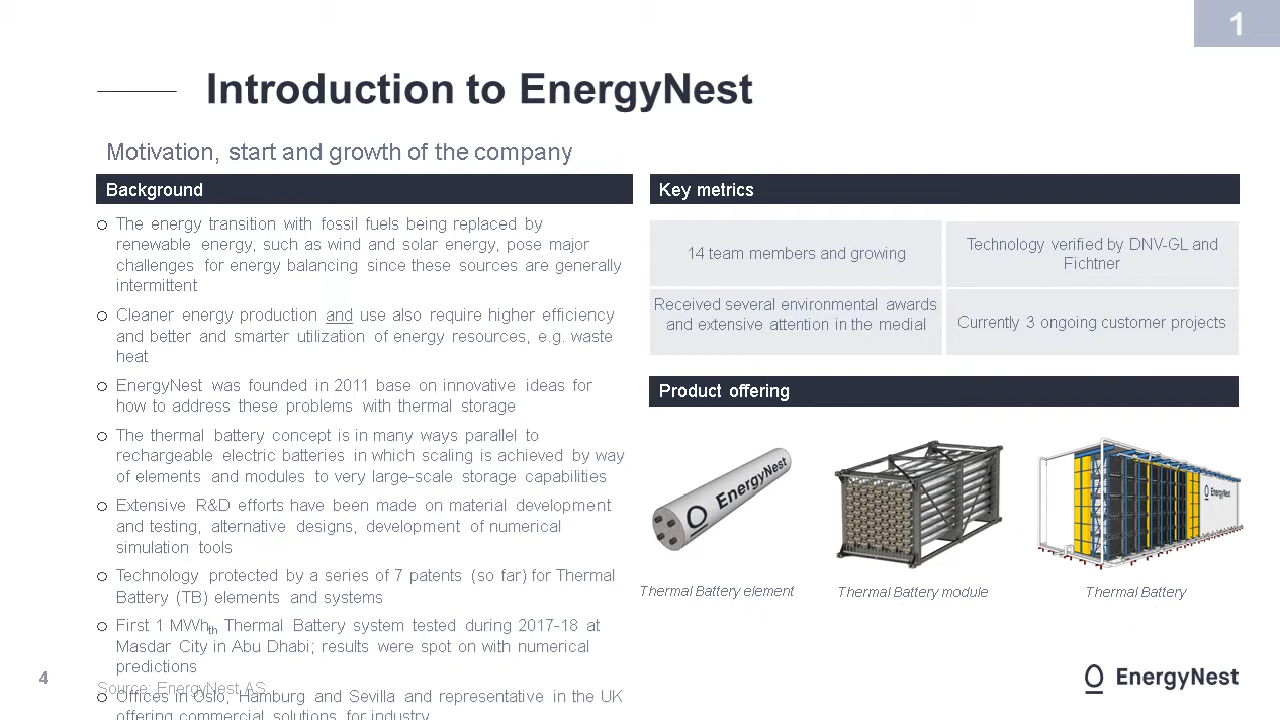 1
Introduction to EnergyNest
Motivation, start and growth of the company
Background
o The energy transition with fossil fuels being replaced by
renewable energy, such as wind and solar energy, pose major
challenges for energy balancing since these sources are generally
intermittent
o Cleaner energy production and use also require higher efficiency
and better and smarter utilization of energy resources, e.g. waste
heat
o EnergyNest was founded in 2011 base on innovative ideas for
how to address these problems with thermal storage
o The thermal battery concept is in many ways parallel to
rechargeable electric batteries in which scaling is achieved by way
of elements and modules to very large-scale storage capabilities
o Extensive R&D efforts have been made on material development
and testing, alternative designs, development of numerical
simulation tools
o Technology protected by a series of 7 patents (so far) for Thermal
Battery (TB) elements and systems
o First 1 MWhth Thermal Battery system tested during 2017-18 at
Masdar City in Abu Dhabi; results were spot on with numerical
predictions
o Offices in Oslo, Hamburg and Sevilla and representative in the UK
offering commercial solutions for industry
Key metrics
14 team members and growing
Technology verified by DNV-GL and
Fichtner
Received several environmental awards
and extensive attention in the medial
Currently 3 ongoing customer projects
Product offering
EnergyNest
EnergyNest
Thermal Battery element
Thermal Battery module
Thermal Battery
4
Source: EnergyNest AS
EnergyNest